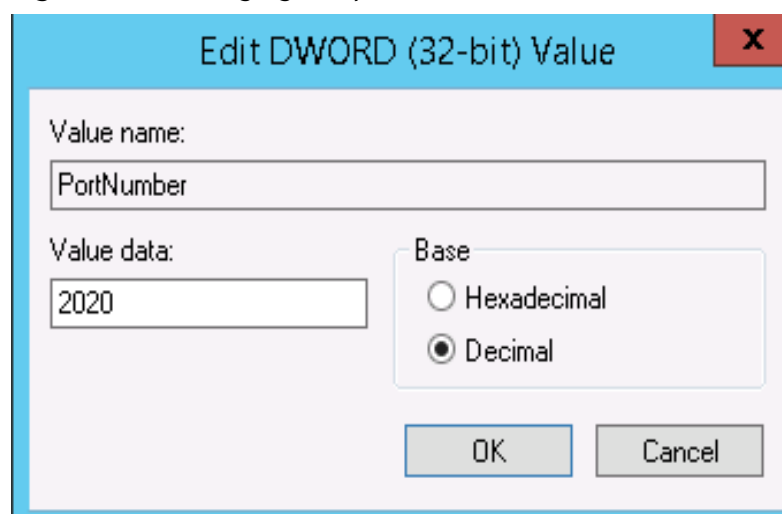 Edit DWORD (32-bit) Value
x
Value name:
PortNumber
Value data:
2020
Base
Hexadecimal
Decimal
OK
Cancel